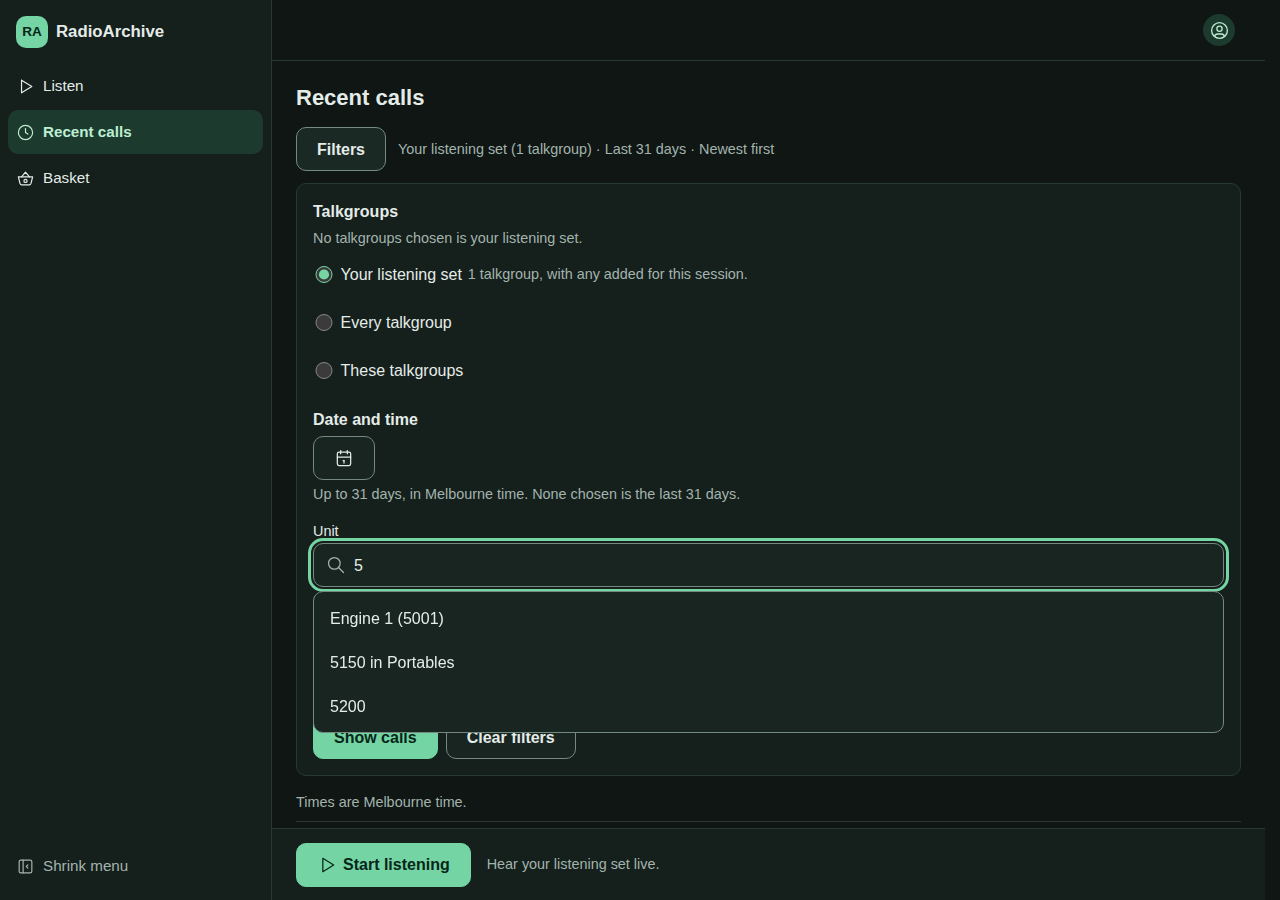 RA RadioArchive
Listen
Recent calls
Basket
Shrink menu
Recent calls
Filters
Your listening set (1 talkgroup) · Last 31 days · Newest first
Talkgroups
No talkgroups chosen is your listening set.
Your listening set 1 talkgroup, with any added for this session.
Every talkgroup
These talkgroups
Date and time
Up to 31 days, in Melbourne time. None chosen is the last 31 days.
Unit
5
Engine 1 (5001)
5150 in Portables
5200
Show calls Clear filters
Times are Melbourne time.
Start listening Hear your listening set live.